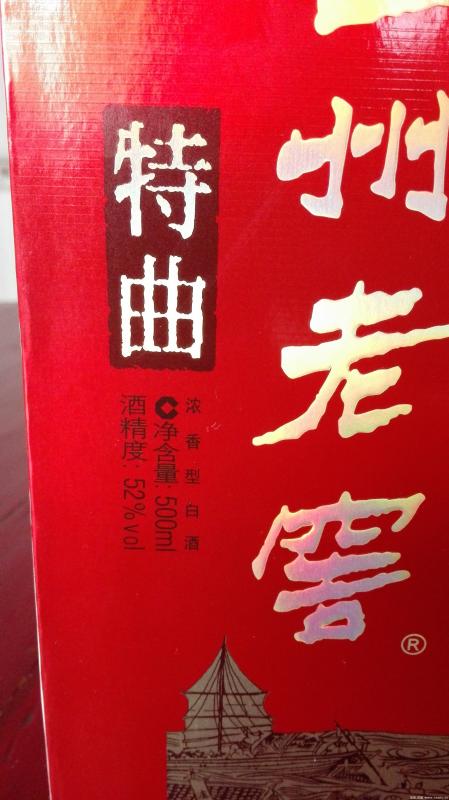 州老窖®
特曲
浓香型白酒
净含量:500ml
酒精度:52%vol